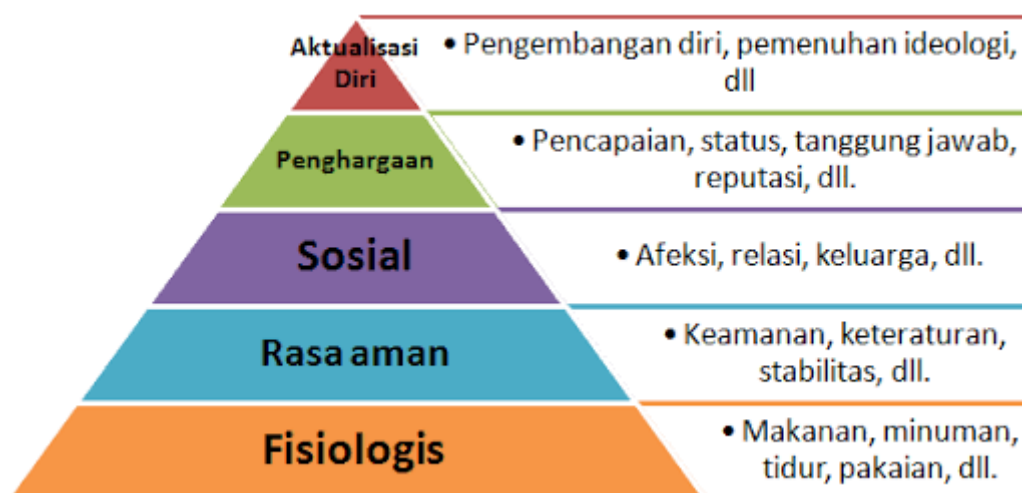 Aktualisasi
Diri
• Pengembangan diri, pemenuhan ideologi,
dll
Penghargaan
• Pencapaian, status, tanggung jawab,
reputasi, dll.
Sosial
• Afeksi, relasi, keluarga, dll.
Rasa aman
• Keamanan, keteraturan,
stabilitas, dll.
Fisiologis
• Makanan, minuman,
tidur, pakaian, dll.